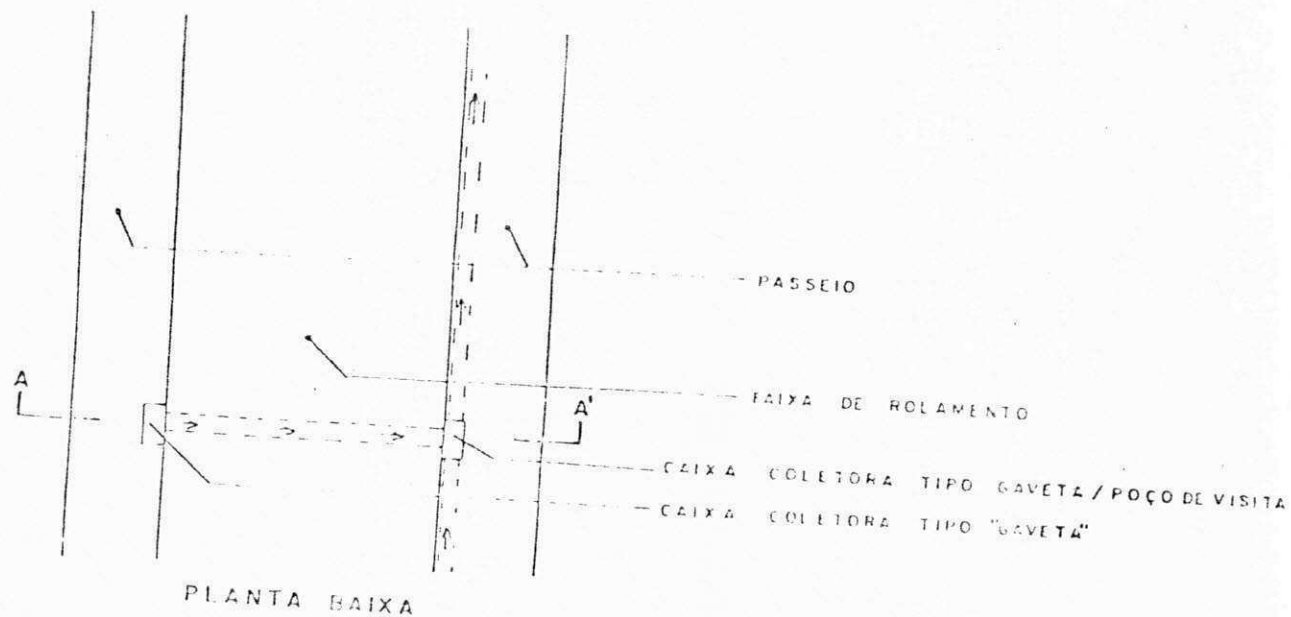 PASSEIO
A
FAIXA DE ROLAMENTO
A'
CAIXA COLETORA TIPO GAVETA/POÇO DE VISITA
CAIXA COLETORA TIPO "GAVETA"
PLANTA BAIXA